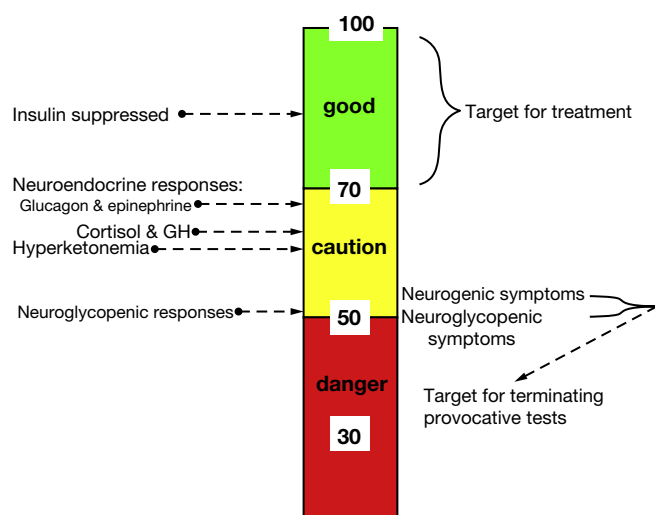 100
good
Insulin suppressed
Target for treatment
Neuroendocrine responses:
70
Glucagon & epinephrine
Cortisol & GH
Hyperketonemia
caution
Neurogenic symptoms
Neuroglycopenic responses
50
Neuroglycopenic
symptoms
danger
Target for terminating
provocative tests
30